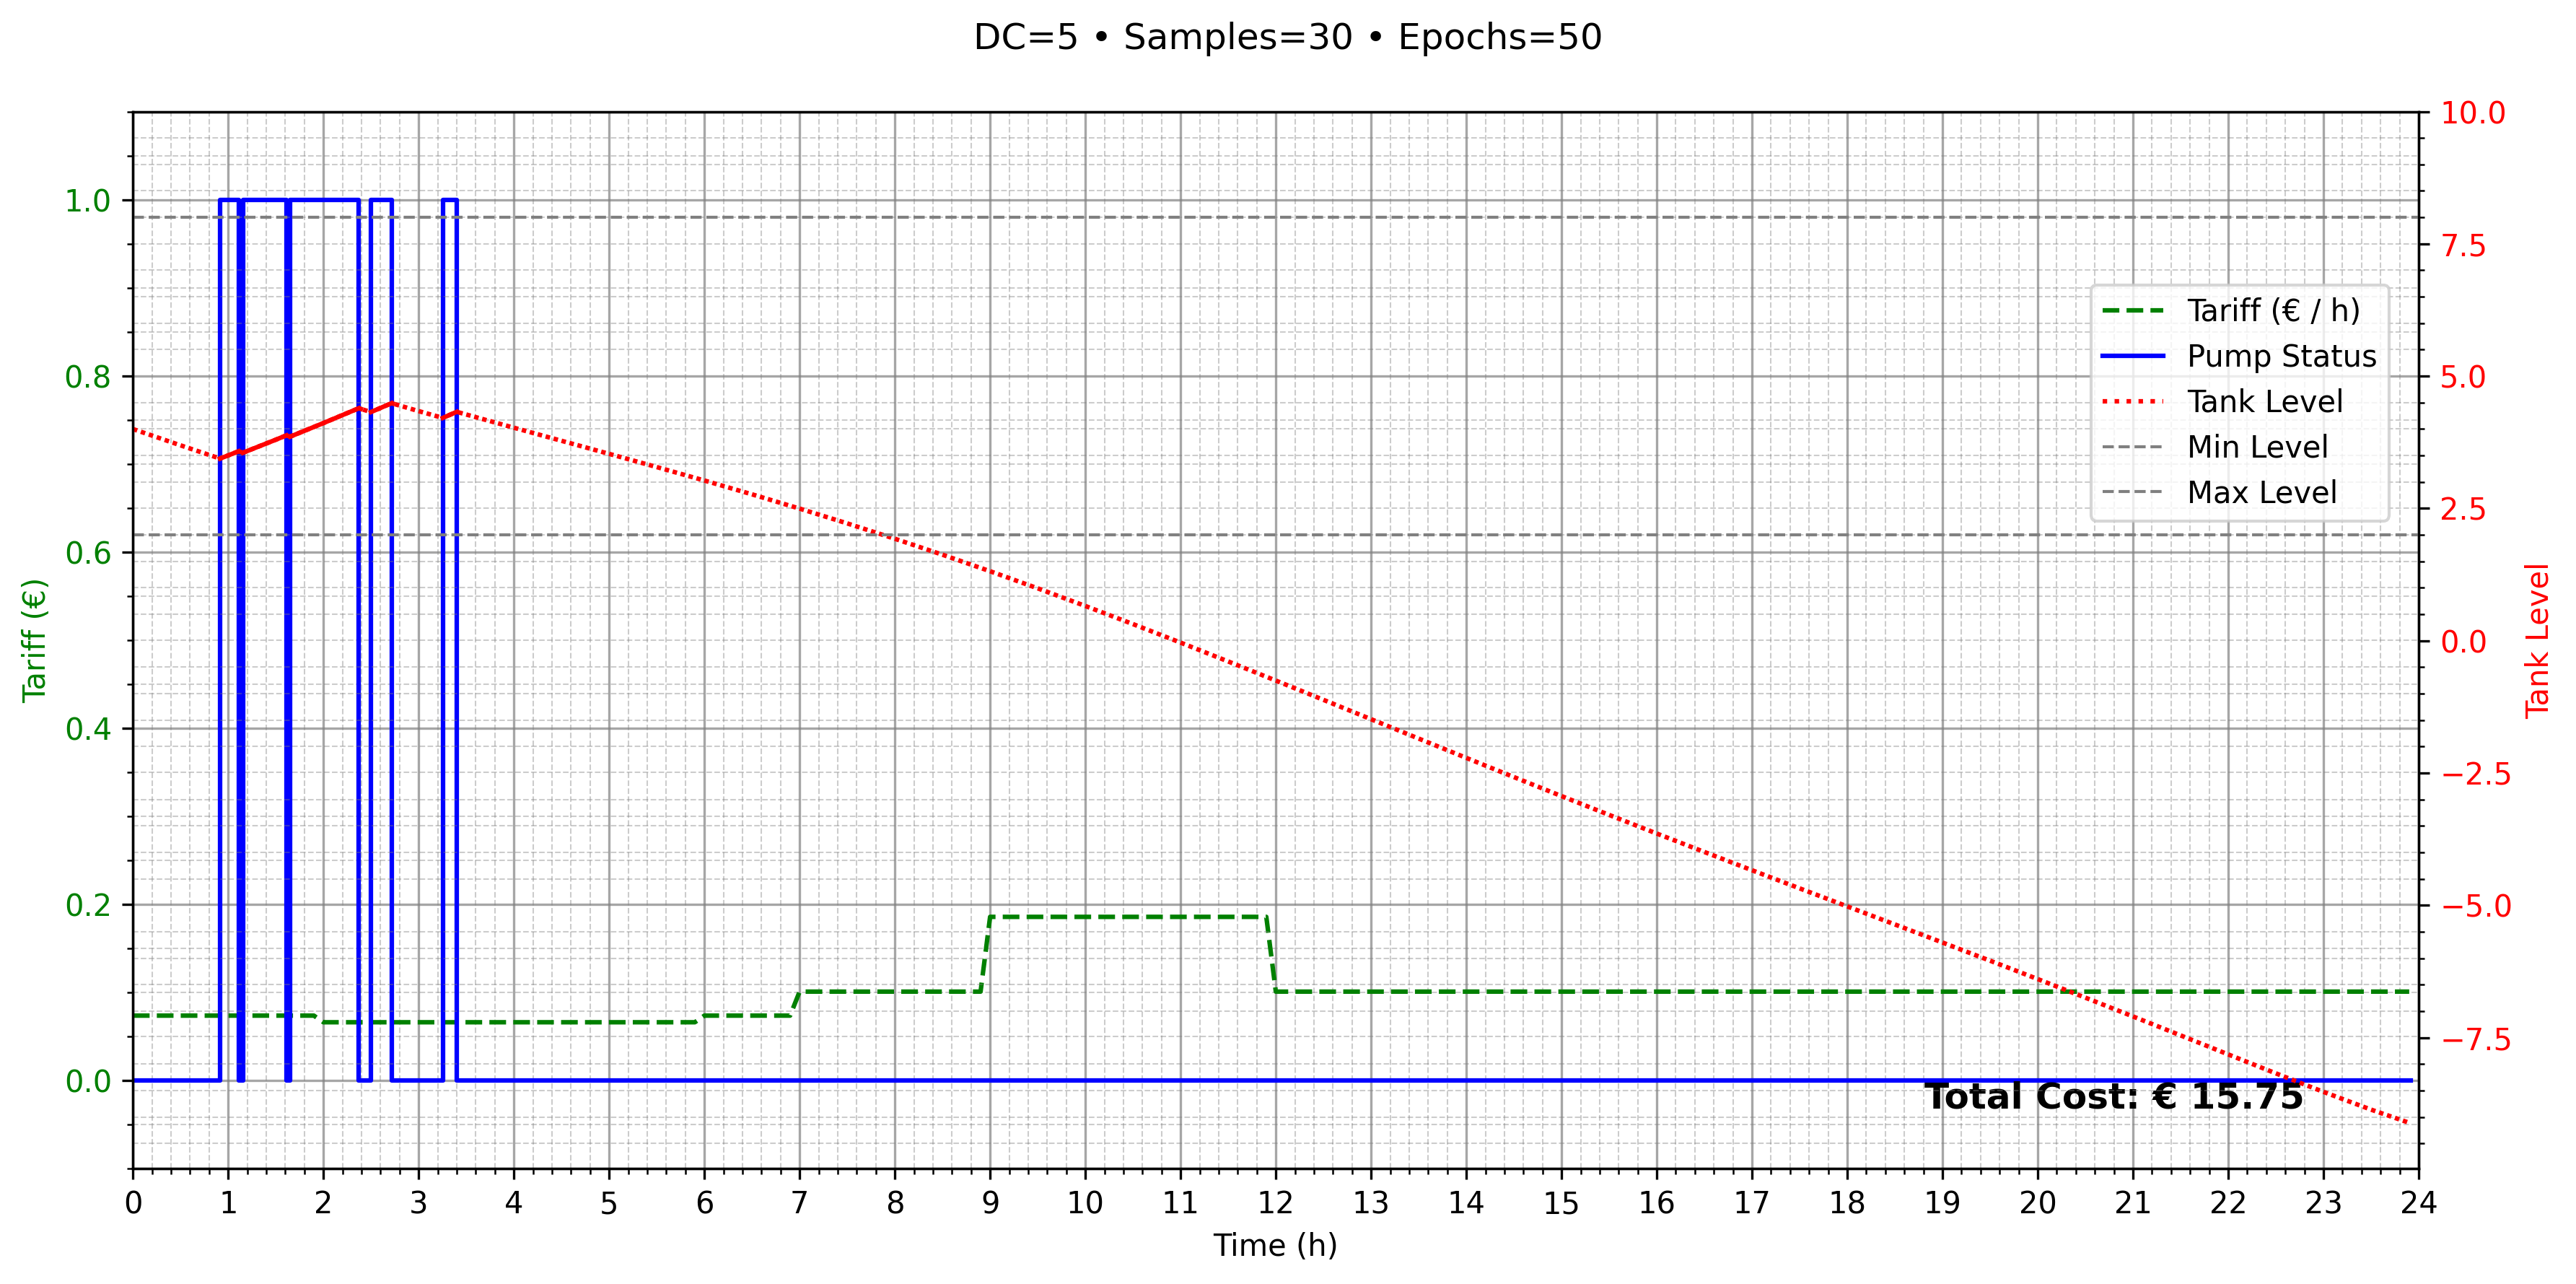 DC=5 • Samples=30 • Epochs=50
1.0
0.8
0.6
0.4
0.2
0.0
Tariff (€)
10.0
7.5
5.0
2.5
0.0
−2.5
−5.0
−7.5
Tank Level
Tariff (€ / h)
Pump Status
Tank Level
Min Level
Max Level
Total Cost: € 15.75
0 1 2 3 4 5 6 7 8 9 10 11 12 13 14 15 16 17 18 19 20 21 22 23 24
Time (h)